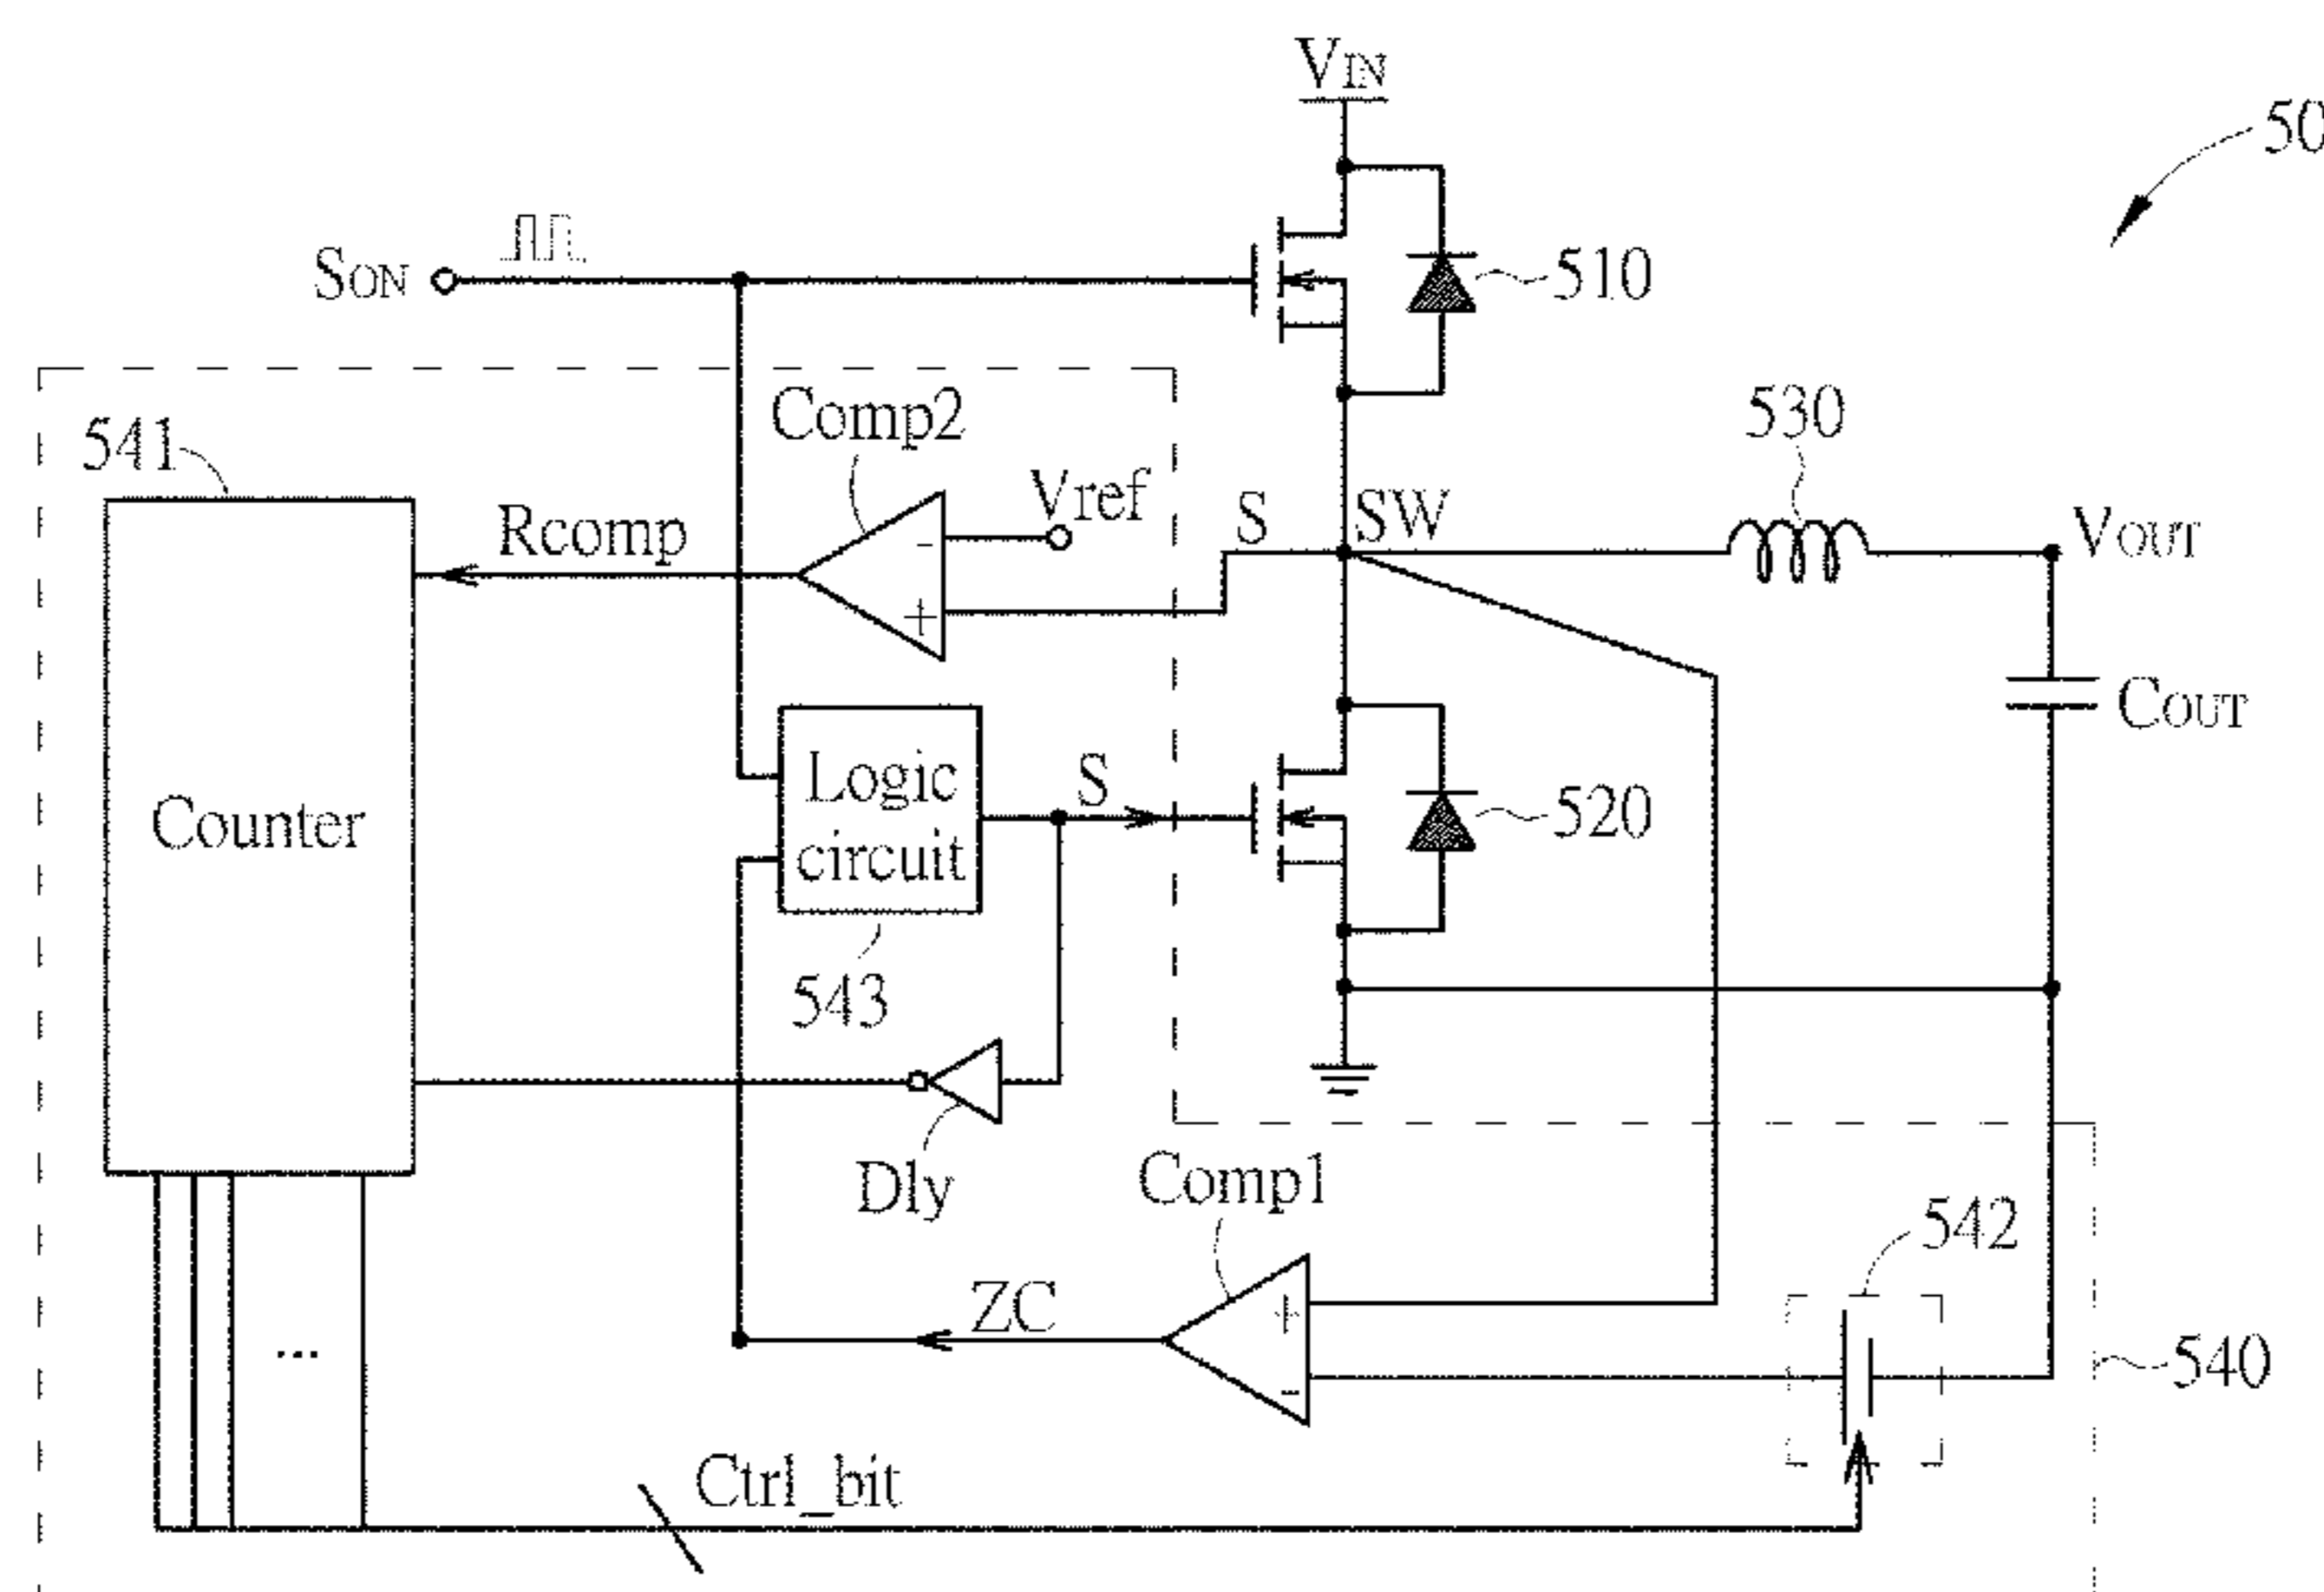 VIN
50
SON
510
Comp2
530
541
Vref
S
SW
VOUT
Rcomp
-
+
COUT
Logic
circuit
S
Counter
520
543
Dly
Comp1
542
ZC
+
-
540
...
Ctrl_bit